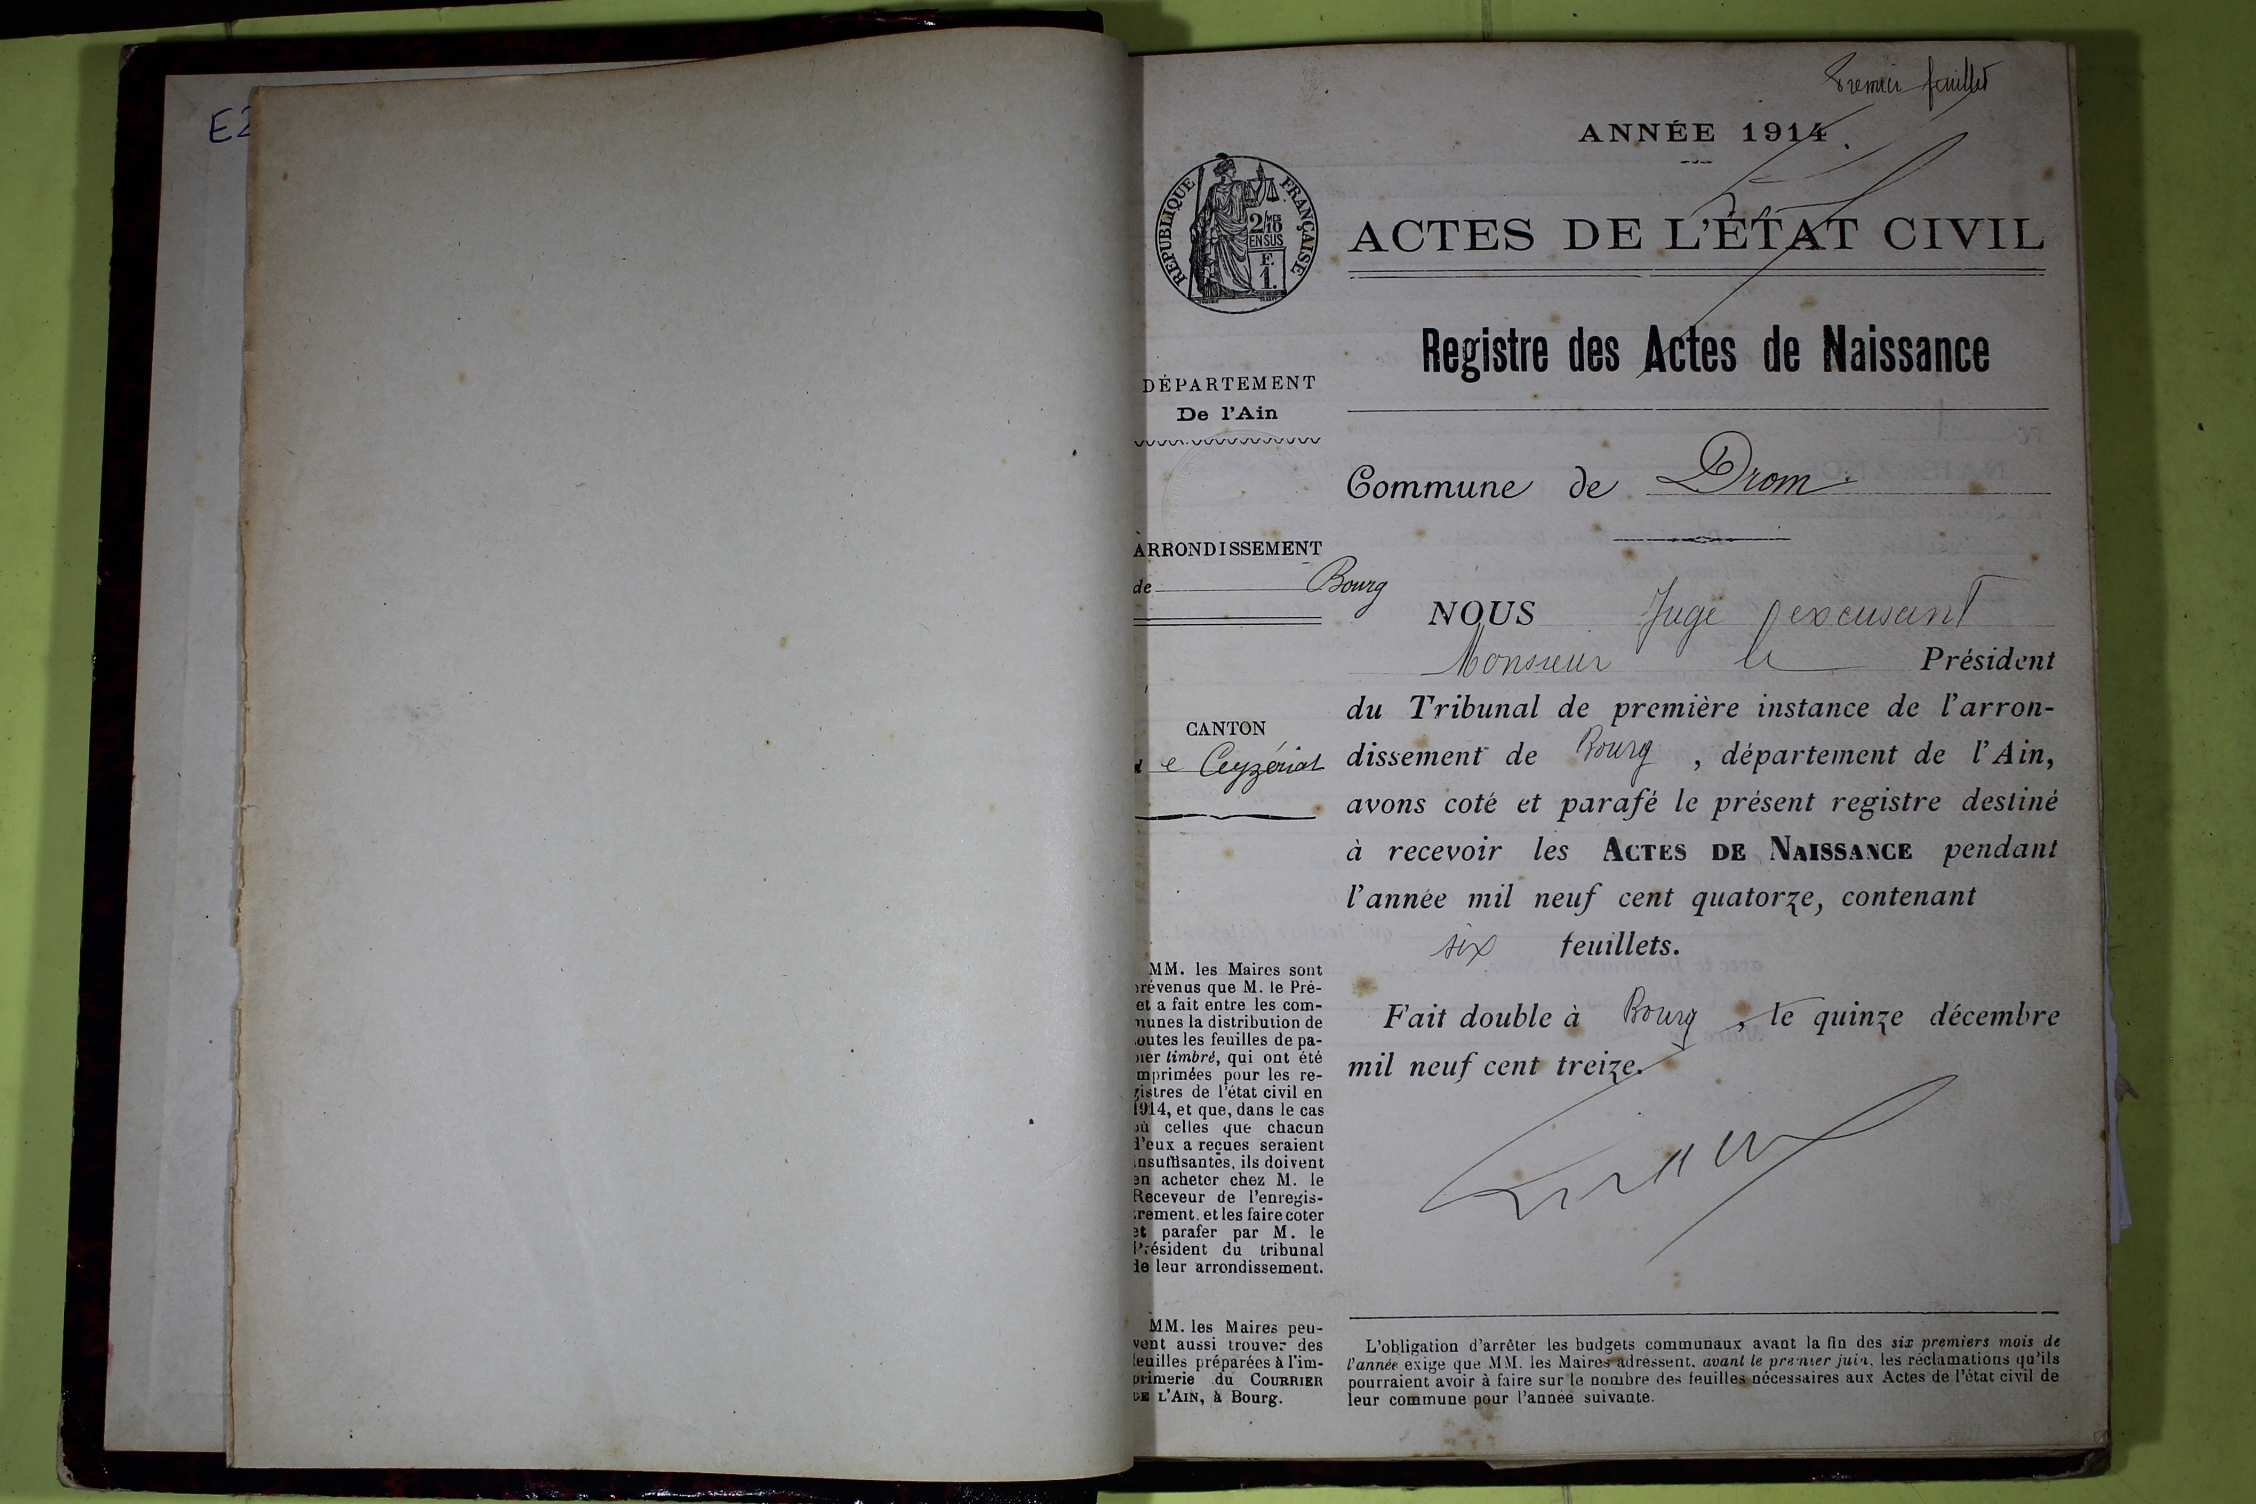 E2
Premier feuillet
ANNÉE 1914.
RÉPUBLIQUE FRANÇAISE
2/10 MES
EN SUS
F.
1.
ACTES DE L'ÉTAT CIVIL
Registre des Actes de Naissance
DÉPARTEMENT
De l'Ain
ARRONDISSEMENT
de Bourg
CANTON
de Ceyzériat
MM. les Maires sont
prévenus que M. le Pré-
et a fait entre les com-
munes la distribution de
toutes les feuilles de pa-
pier timbré, qui ont été
imprimées pour les re-
gistres de l'état civil en
1914, et que, dans le cas
où celles que chacun
d'eux a reçues seraient
insuffisantes, ils doivent
en acheter chez M. le
Receveur de l'enregis-
trement, et les faire coter
et parafer par M. le
Président du tribunal
de leur arrondissement.
MM. les Maires peu-
vent aussi trouver des
feuilles préparées à l'im-
primerie du COURRIER
DE L'AIN, à Bourg.
Commune de Drom
NOUS Juge excusant
Monsieur le Président
du Tribunal de première instance de l'arron-
dissement de Bourg, département de l'Ain,
avons coté et parafé le présent registre destiné
à recevoir les ACTES DE NAISSANCE pendant
l'année mil neuf cent quatorze, contenant
six feuillets.
Fait double à Bourg, le quinze décembre
mil neuf cent treize.
L'obligation d'arrêter les budgets communaux avant la fin des six premiers mois de
l'année exige que MM. les Maires adressent, avant le premier juin, les réclamations qu'ils
pourraient avoir à faire sur le nombre des feuilles nécessaires aux Actes de l'état civil de
leur commune pour l'année suivante.